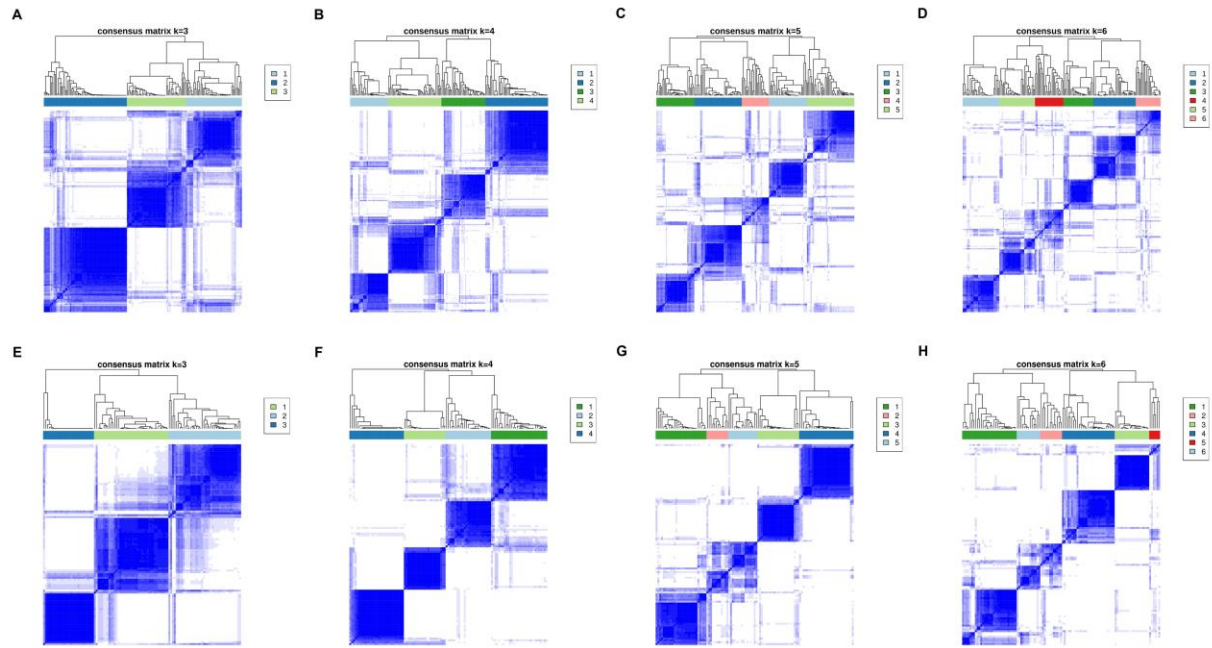 A
consensus matrix k=3
1
2
3
B
consensus matrix k=4
1
2
3
4
C
consensus matrix k=5
1
2
3
4
5
D
consensus matrix k=6
1
2
3
4
5
6
E
consensus matrix k=3
1
2
3
F
consensus matrix k=4
1
2
3
4
G
consensus matrix k=5
1
2
3
4
5
H
consensus matrix k=6
1
2
3
4
5
6